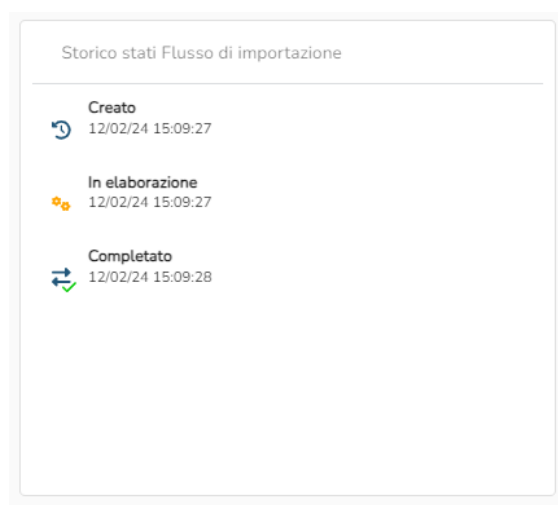 Storico stati Flusso di importazione
Creato
12/02/24 15:09:27
In elaborazione
12/02/24 15:09:27
Completato
12/02/24 15:09:28